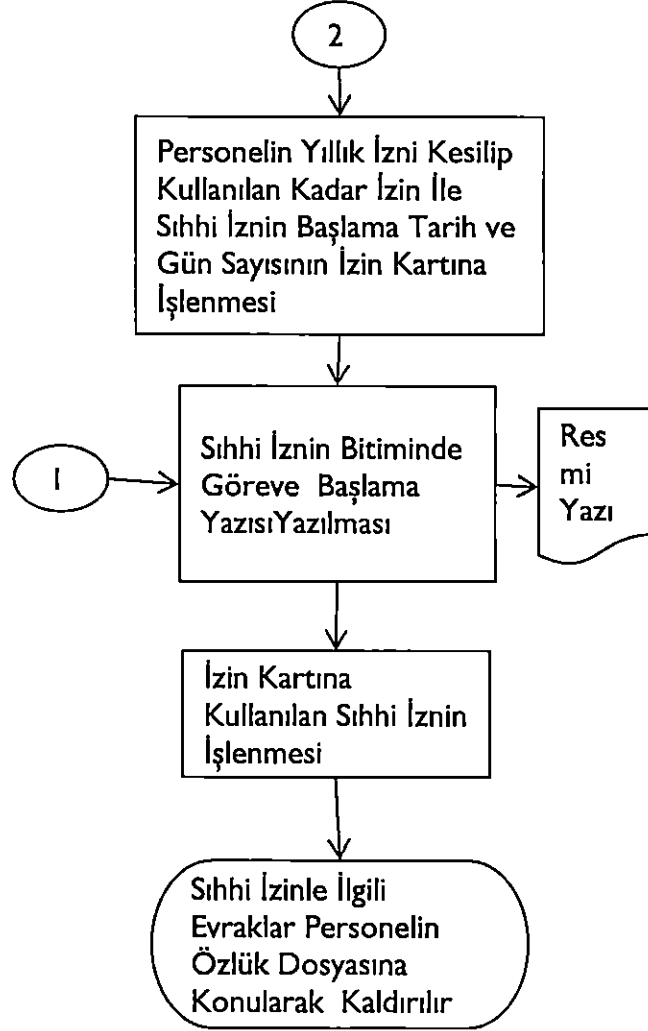 2
Personelin Yıllık İzni Kesilip
Kullanılan Kadar İzin İle
Sıhhi İznin Başlama Tarih ve
Gün Sayısının İzin Kartına
İşlenmesi
1
Sıhhi İznin Bitiminde
Göreve Başlama
YazısıYazılması
Res
mi
Yazı
İzin Kartına
Kullanılan Sıhhi İznin
İşlenmesi
Sıhhi İzinle İlgili
Evraklar Personelin
Özlük Dosyasına
Konularak Kaldırılır